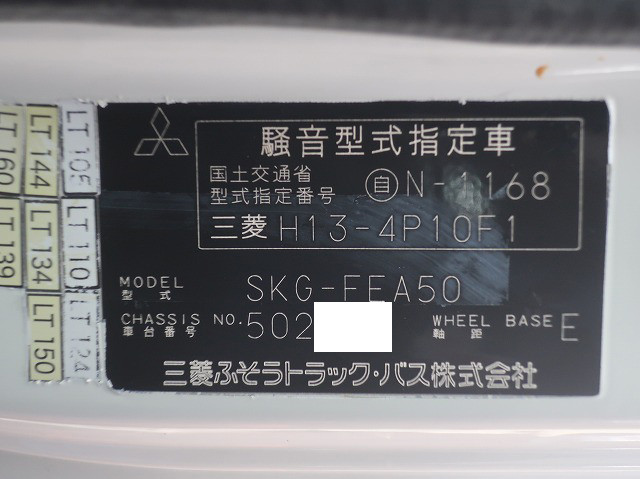 騒音型式指定車
国土交通省
型式指定番号 自 N-1168
三菱 H13-4P10F1
MODEL SKG-FEA50
型式
CHASSIS NO. 502
車台番号
WHEEL BASE E
軸距
三菱ふそうトラック・バス株式会社
LT 160
LT 139
LT 144
LT 134
LT 150
LT 110
LT 124